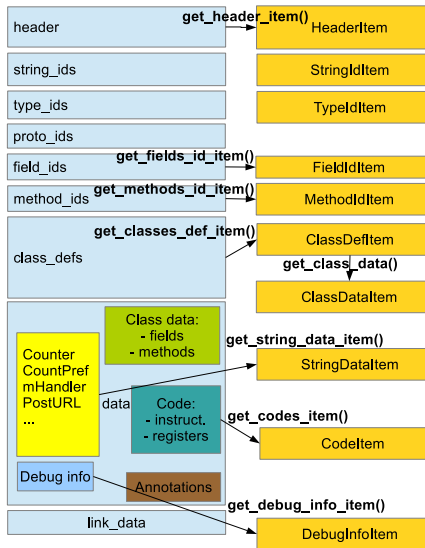 get_header_item()
header
HeaderItem
string_ids
StringIdItem
type_ids
TypeIdItem
proto_ids
get_fields_id_item()
field_ids
FieldIdItem
get_methods_id_item()
method_ids
MethodIdItem
get_classes_def_item()
ClassDefItem
class_defs
get_class_data()
ClassDataItem
Class data:
- fields
- methods
get_string_data_item()
StringDataItem
Counter
CountPref
mHandler
PostURL
...
data
Code:
- instruct.
- registers
get_codes_item()
CodeItem
Debug info
Annotations
get_debug_info_item()
link_data
DebugInfoItem